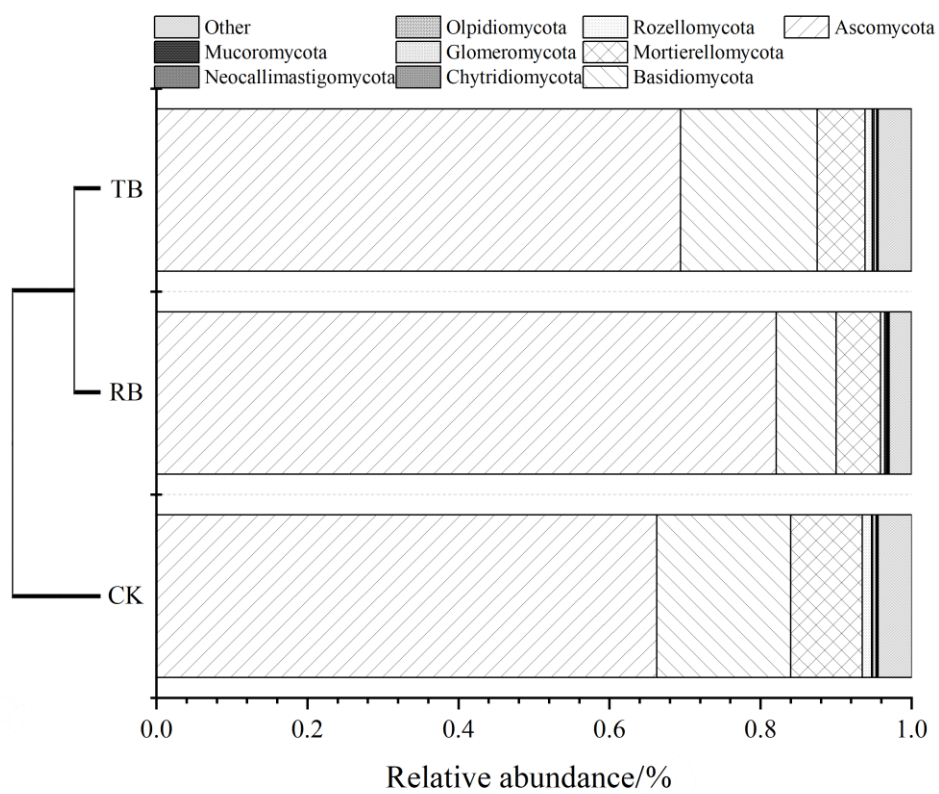 Other Olpidiomycota Rozellomycota Ascomycota
Mucoromycota Glomeromycota Mortierellomycota
Neocallimastigomycota Chytridiomycota Basidiomycota
TB
RB
CK
0.0 0.2 0.4 0.6 0.8 1.0
Relative abundance/%